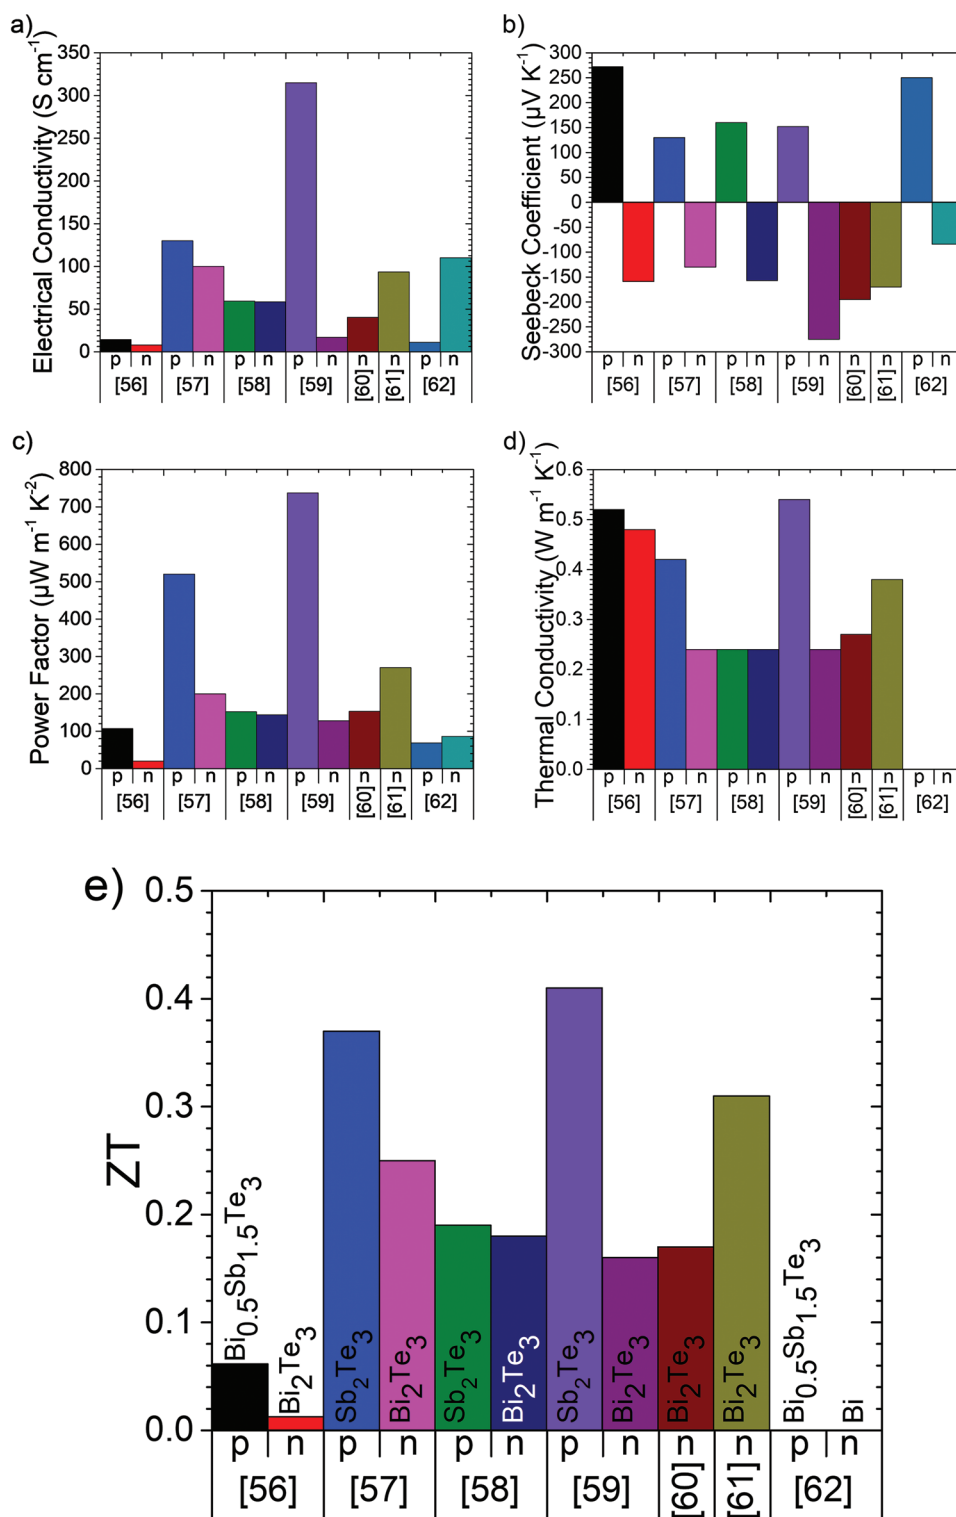 a)
Electrical Conductivity (S cm⁻¹)
350
300
250
200
150
100
50
0
p n p n p n p n n n p n
[56] [57] [58] [59] [60] [61] [62]
b)
Seebeck Coefficient (µV K⁻¹)
300
250
200
150
100
50
0
-50
-100
-150
-200
-250
-300
p n p n p n p n n n p n
[56] [57] [58] [59] [60] [61] [62]
c)
Power Factor (µW m⁻¹ K⁻²)
800
700
600
500
400
300
200
100
0
p n p n p n p n n n p n
[56] [57] [58] [59] [60] [61] [62]
d)
Thermal Conductivity (W m⁻¹ K⁻¹)
0.6
0.5
0.4
0.3
0.2
0.1
0.0
p n p n p n p n n n p n
[56] [57] [58] [59] [60] [61] [62]
e)
ZT
0.5
0.4
0.3
0.2
0.1
0.0
Bi₀.₅Sb₁.₅Te₃
Bi₂Te₃
Sb₂Te₃
Bi₂Te₃
Sb₂Te₃
Bi₂Te₃
Sb₂Te₃
Bi₂Te₃
Bi₂Te₃
Bi₂Te₃
Bi₀.₅Sb₁.₅Te₃
Bi
p n p n p n p n n n p n
[56] [57] [58] [59] [60] [61] [62]